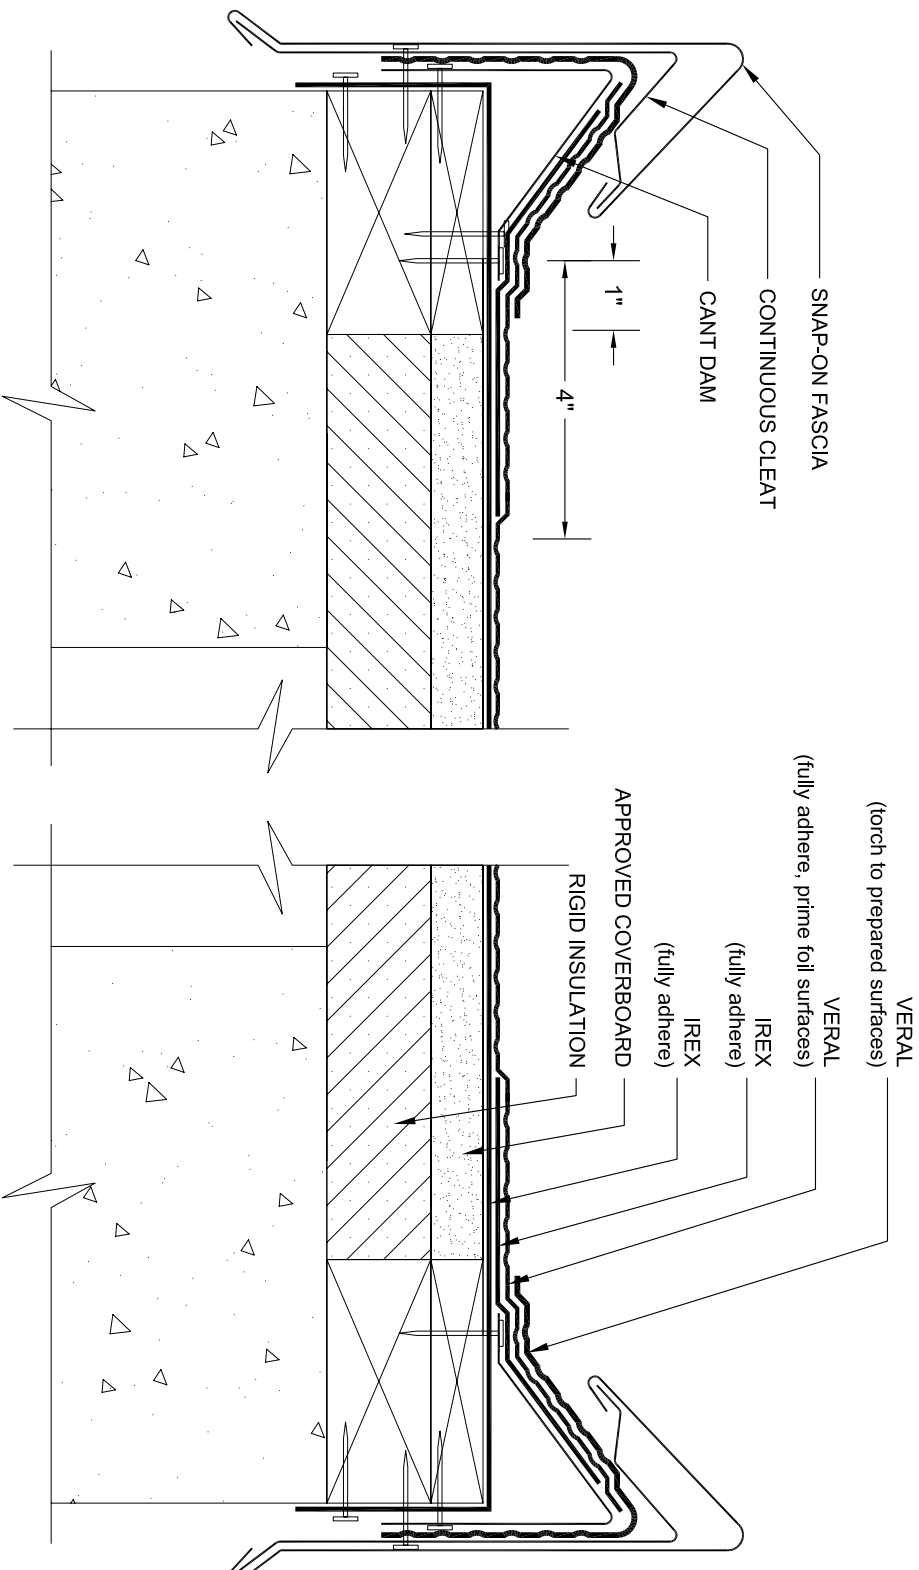 SNAP-ON FASCIA
CONTINUOUS CLEAT
CANT DAM
1"
4"
VERAL
(torch to prepared surfaces)
VERAL
(fully adhere, prime foil surfaces)
IREX
(fully adhere)
IREX
(fully adhere)
APPROVED COVERBOARD
RIGID INSULATION